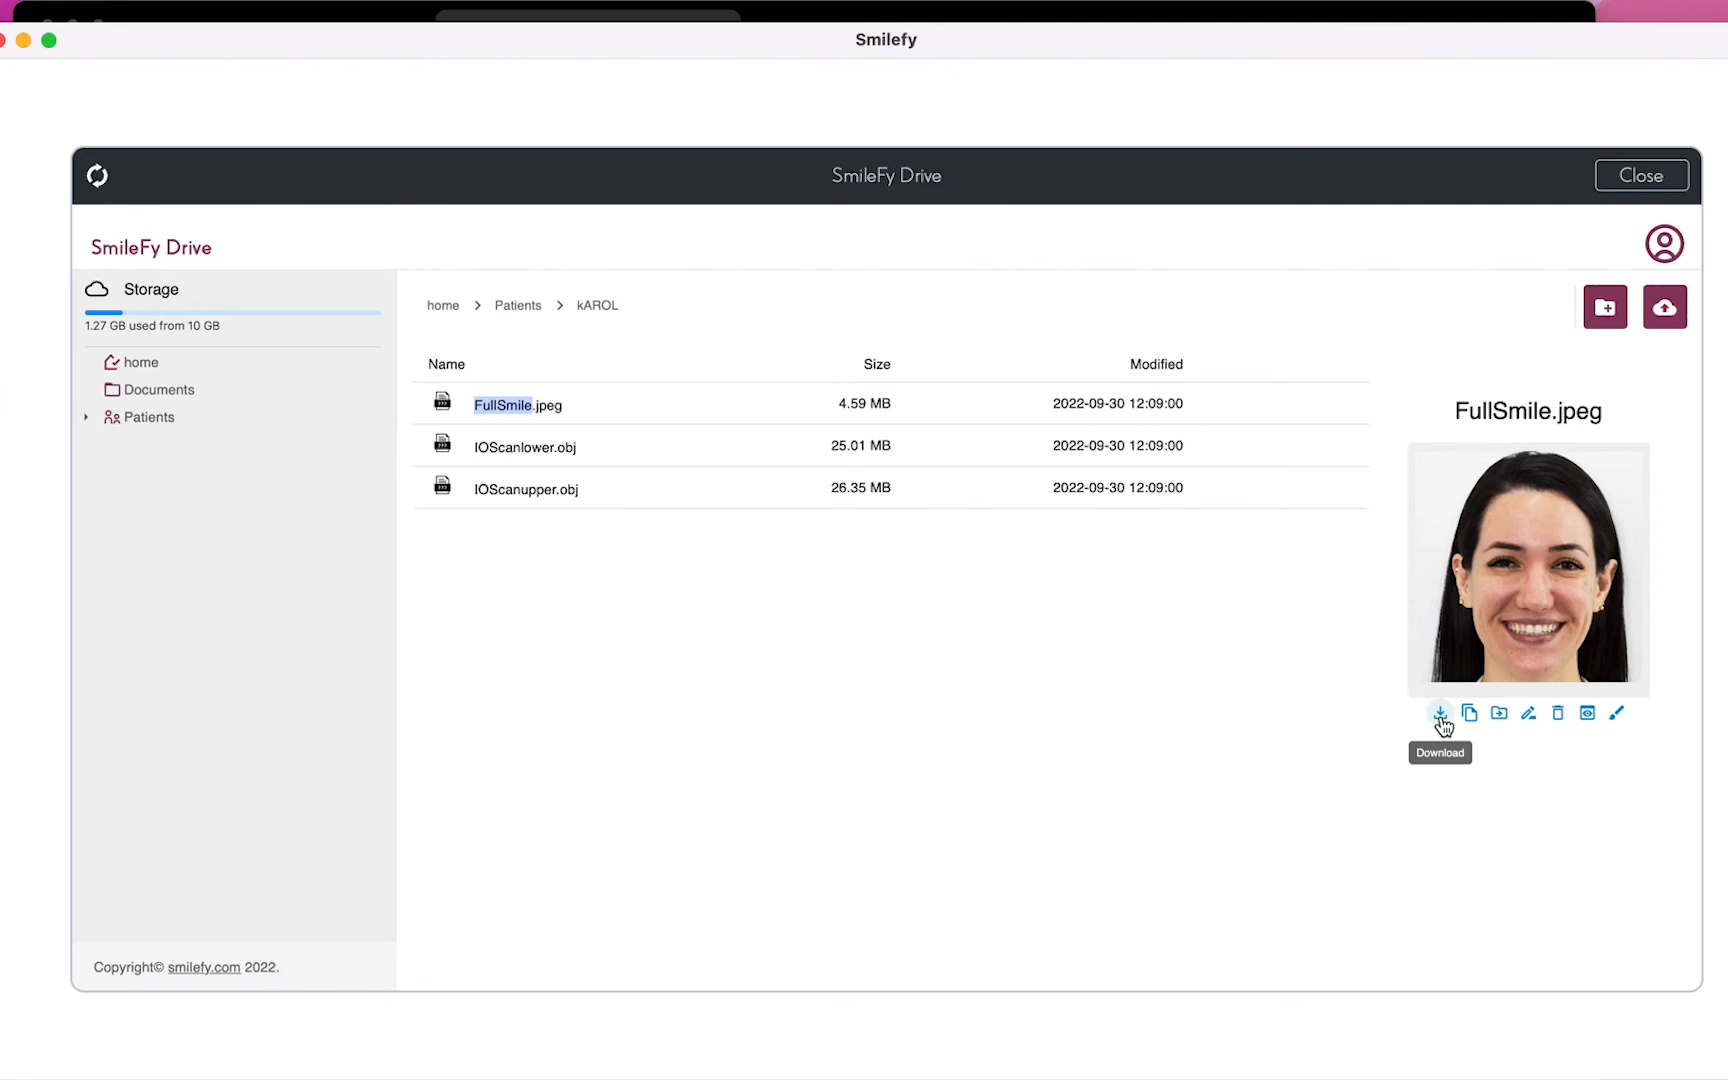 Smilefy
SmileFy Drive
Close
SmileFy Drive
Storage
1.27 GB used from 10 GB
home
Documents
Patients
Copyright© smilefy.com 2022.
home > Patients > kAROL
Name Size Modified
FullSmile.jpeg 4.59 MB 2022-09-30 12:09:00
IOScanlower.obj 25.01 MB 2022-09-30 12:09:00
IOScanupper.obj 26.35 MB 2022-09-30 12:09:00
FullSmile.jpeg
Download